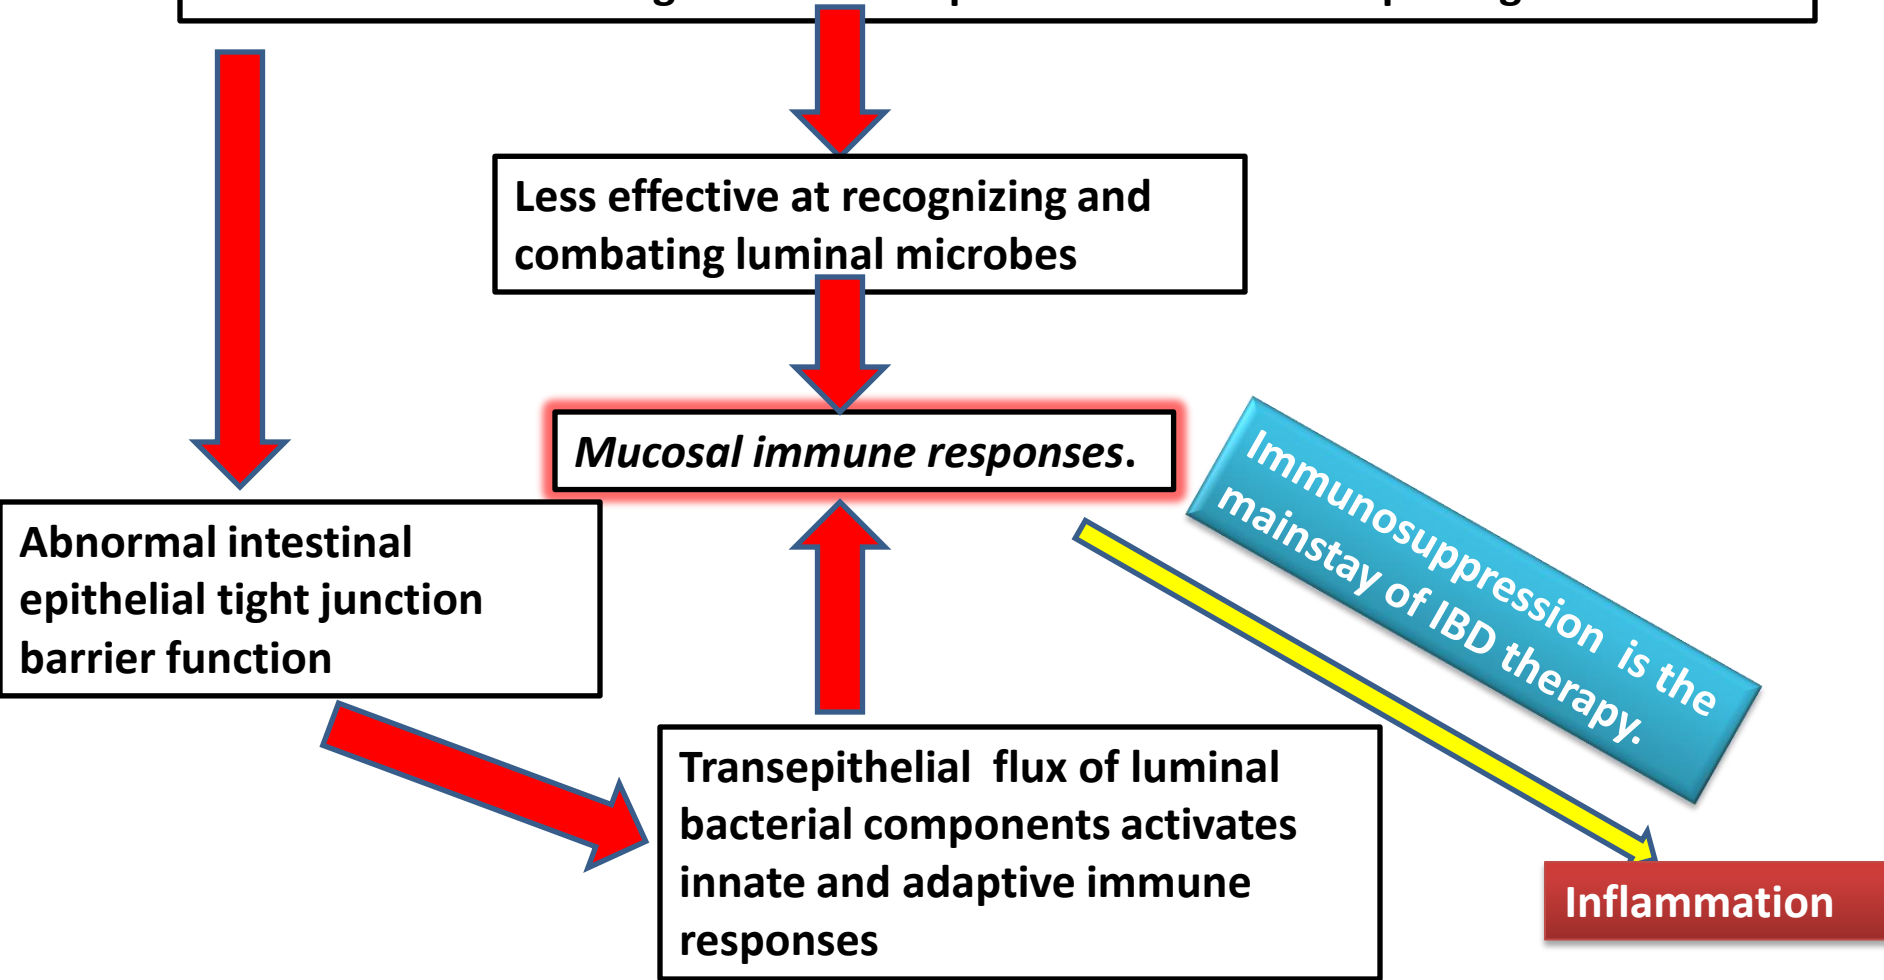 Less effective at recognizing and
combating luminal microbes
Mucosal immune responses.
Immunosuppression is the
mainstay of IBD therapy.
Abnormal intestinal
epithelial tight junction
barrier function
Transepithelial flux of luminal
bacterial components activates
innate and adaptive immune
responses
Inflammation